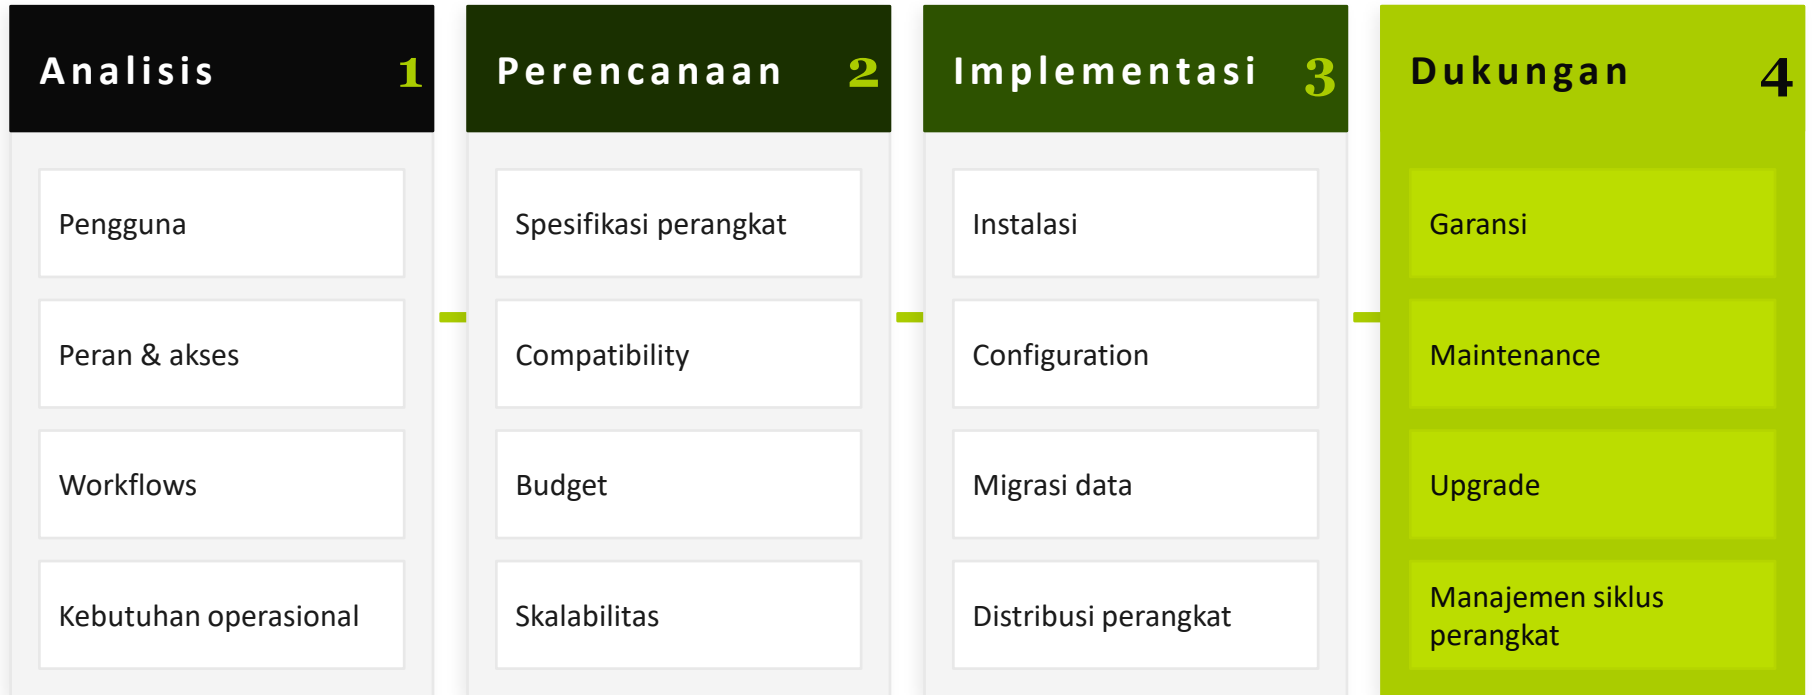 Analisis 1
Pengguna
Peran & akses
Workflows
Kebutuhan operasional
Perencanaan 2
Spesifikasi perangkat
Compatibility
Budget
Skalabilitas
Implementasi 3
Instalasi
Configuration
Migrasi data
Distribusi perangkat
Dukungan 4
Garansi
Maintenance
Upgrade
Manajemen siklus
perangkat